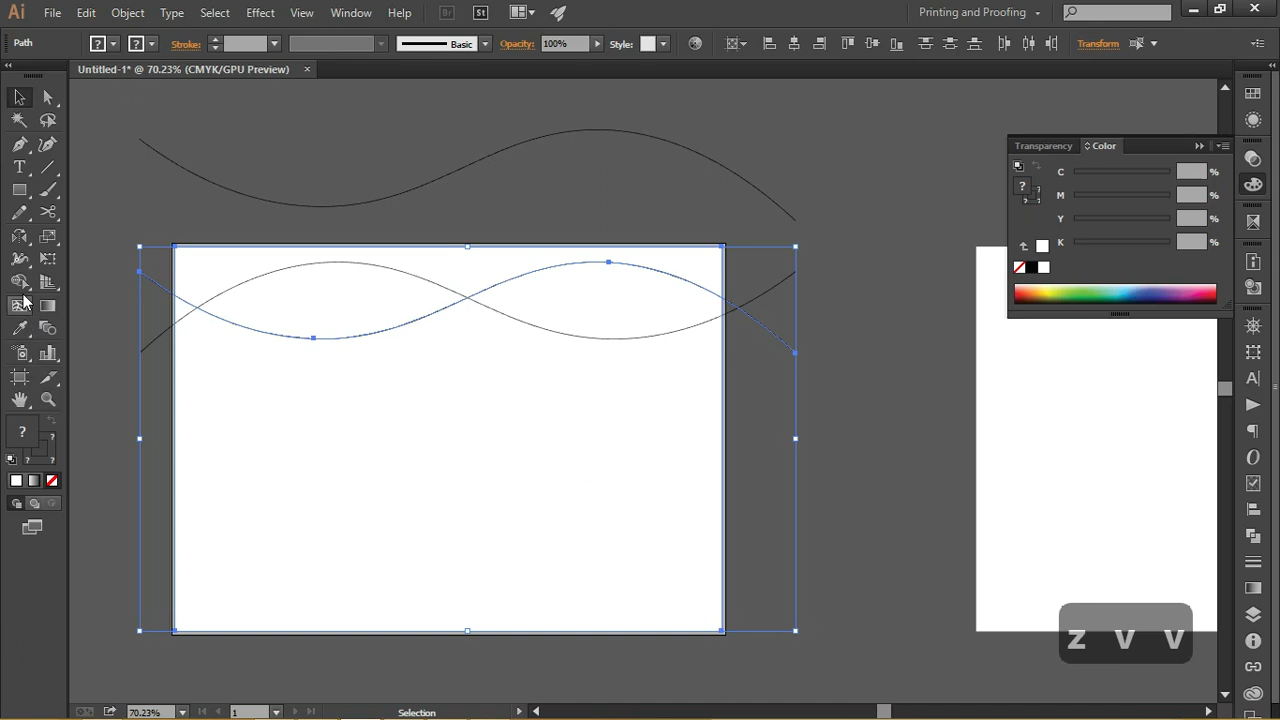 Ai File Edit Object Type Select Effect View Window Help Br St Printing and Proofing
Path ? ? Stroke: Basic Opacity: 100% Style: Transform
Untitled-1* @ 70.23% (CMYK/GPU Preview) ×
Transparency Color
C %
M %
Y %
K %
?
T
?
?
?
?
A
z v v
70.23% 1 Selection